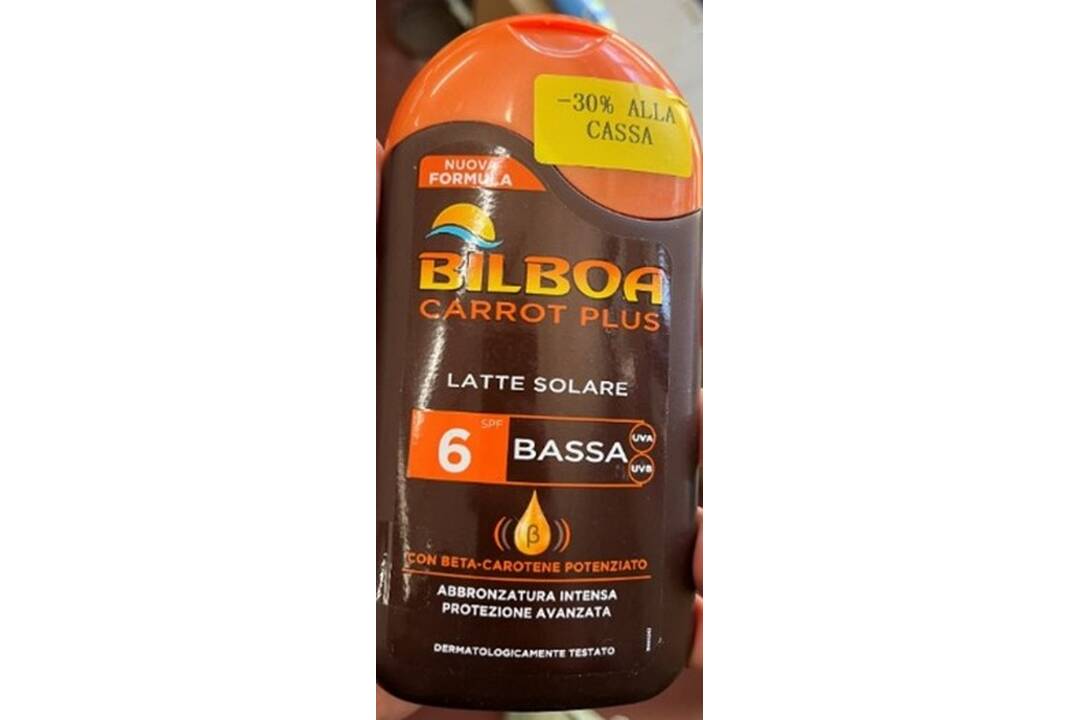 -30% ALLA
CASSA
NUOVA
FORMULA
BILBOA
CARROT PLUS
LATTE SOLARE
SPF
6 BASSA
UVA
UVB
β
CON BETA-CAROTENE POTENZIATO
ABBRONZATURA INTENSA
PROTEZIONE AVANZATA
DERMATOLOGICAMENTE TESTATO